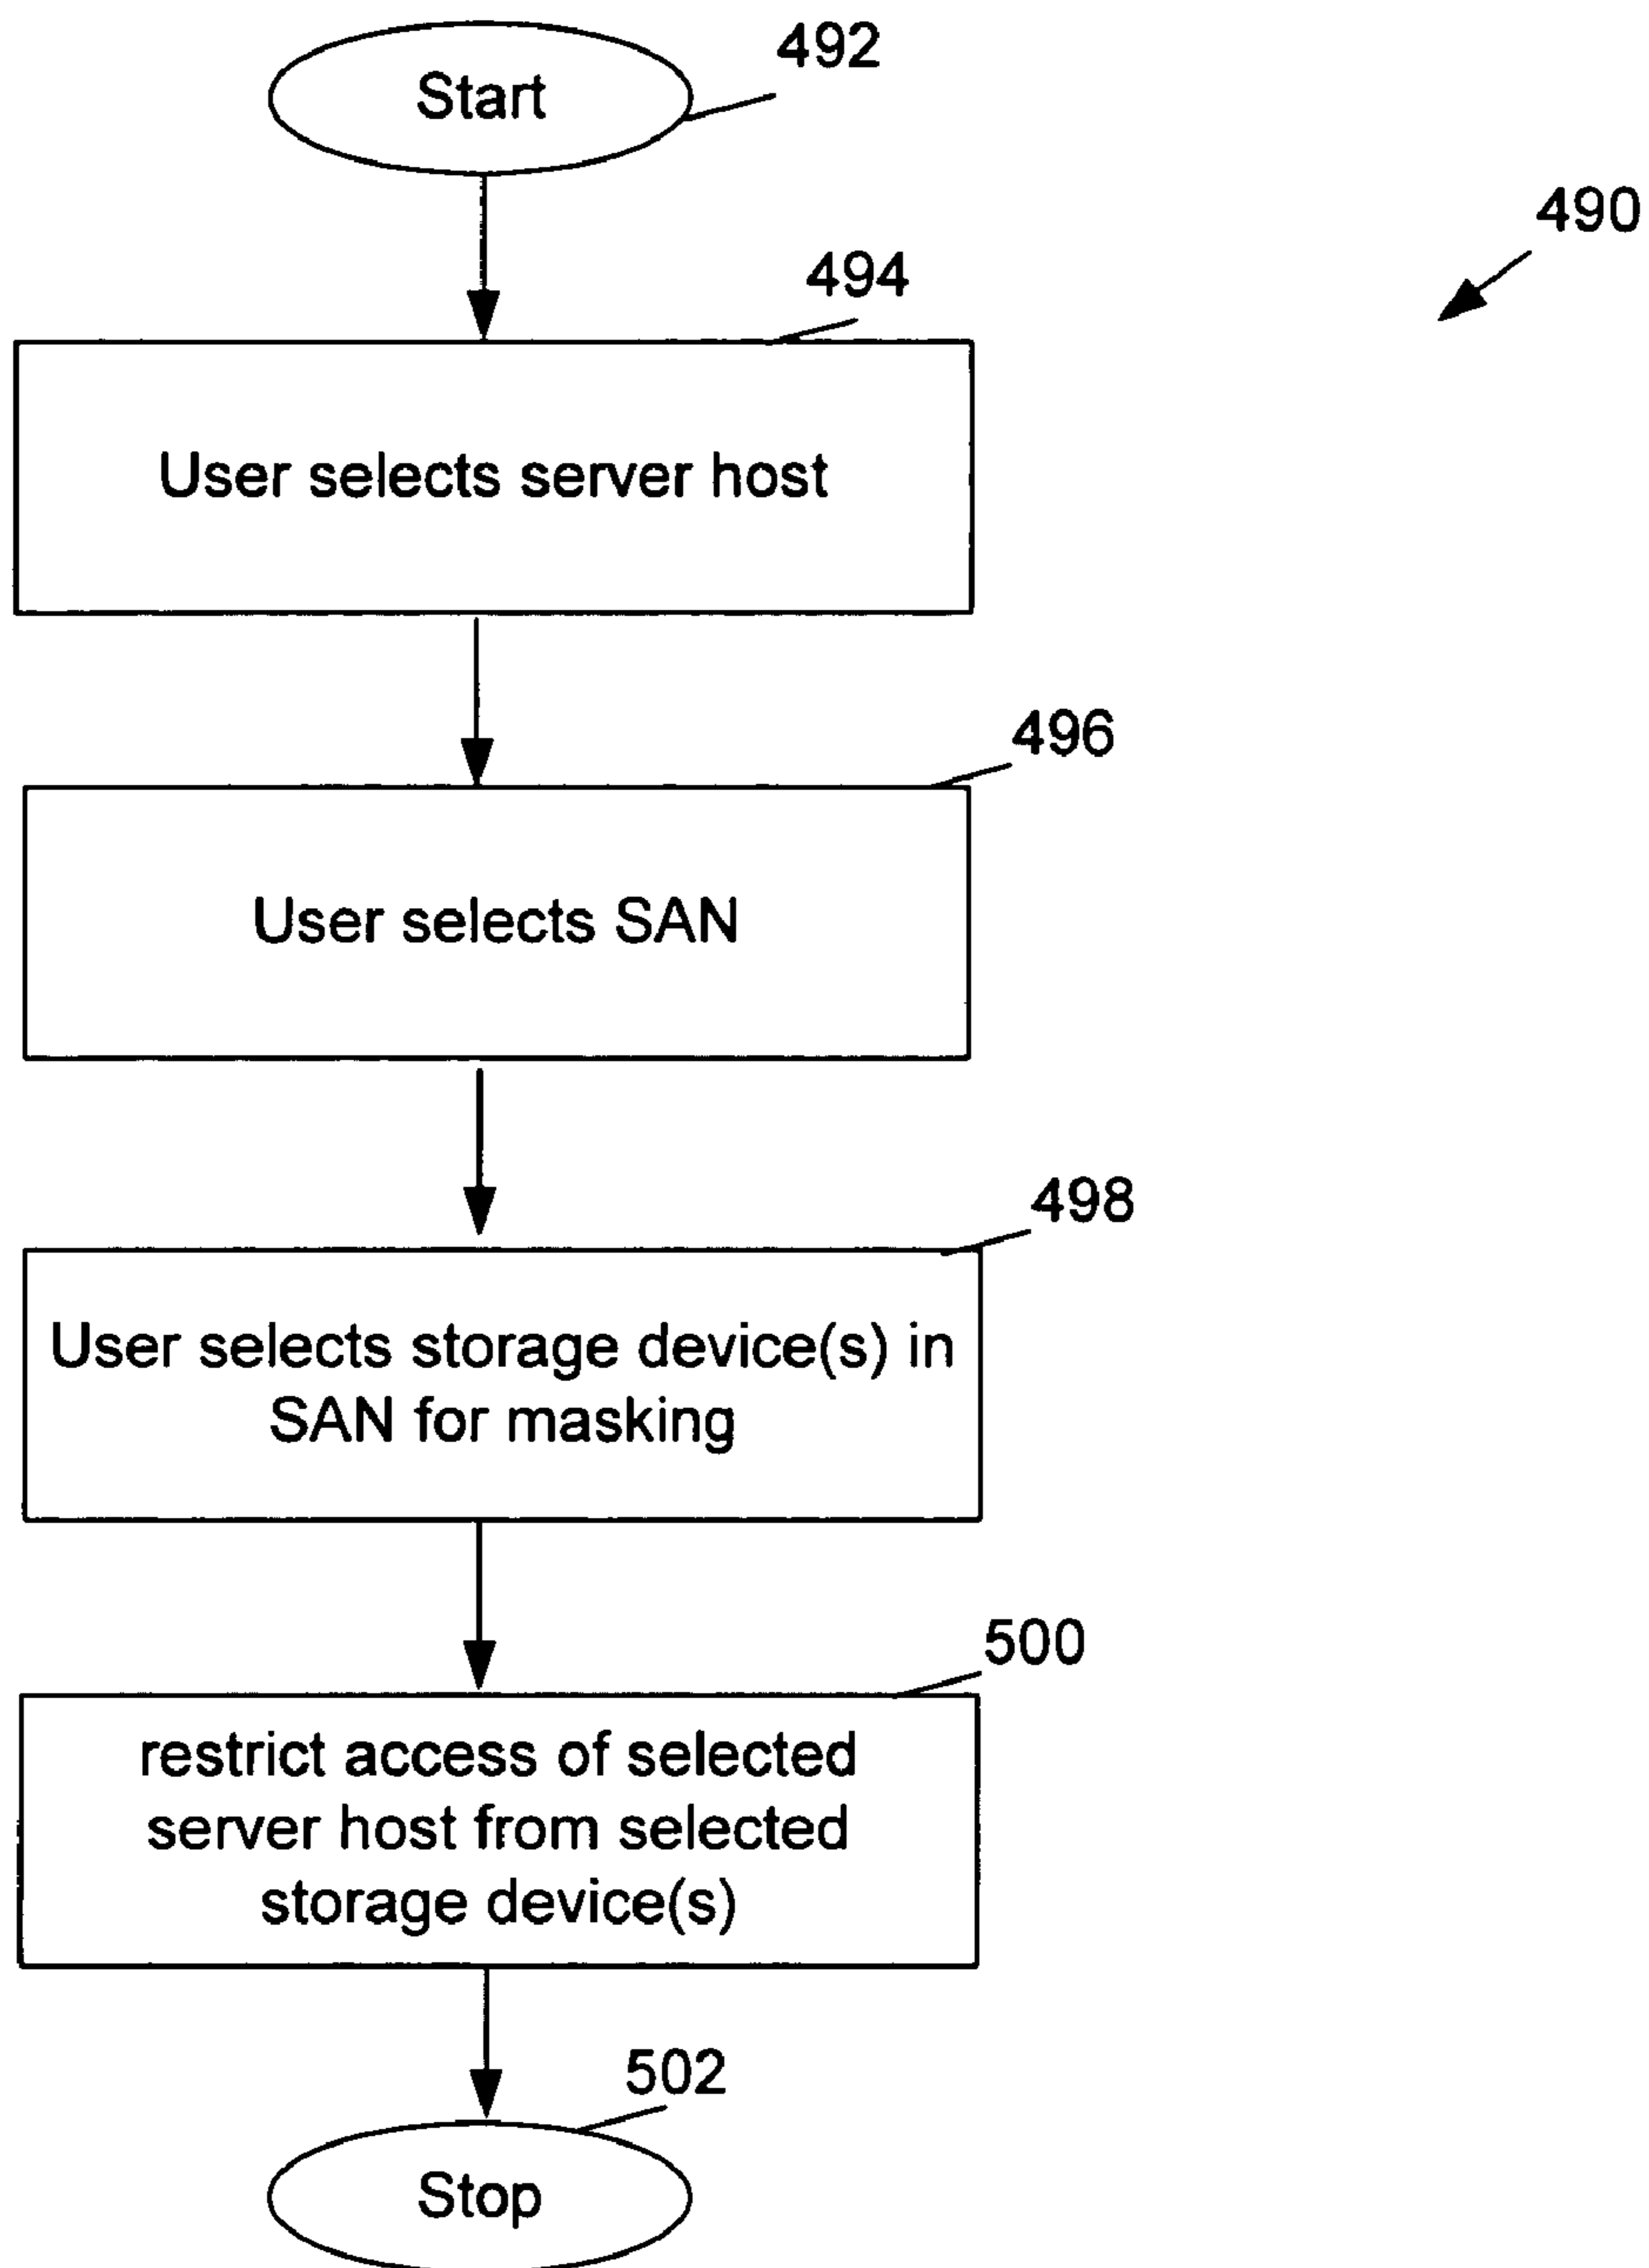 492
Start
490
494
User selects server host
496
User selects SAN
498
User selects storage device(s) in
SAN for masking
500
restrict access of selected
server host from selected
storage device(s)
502
Stop